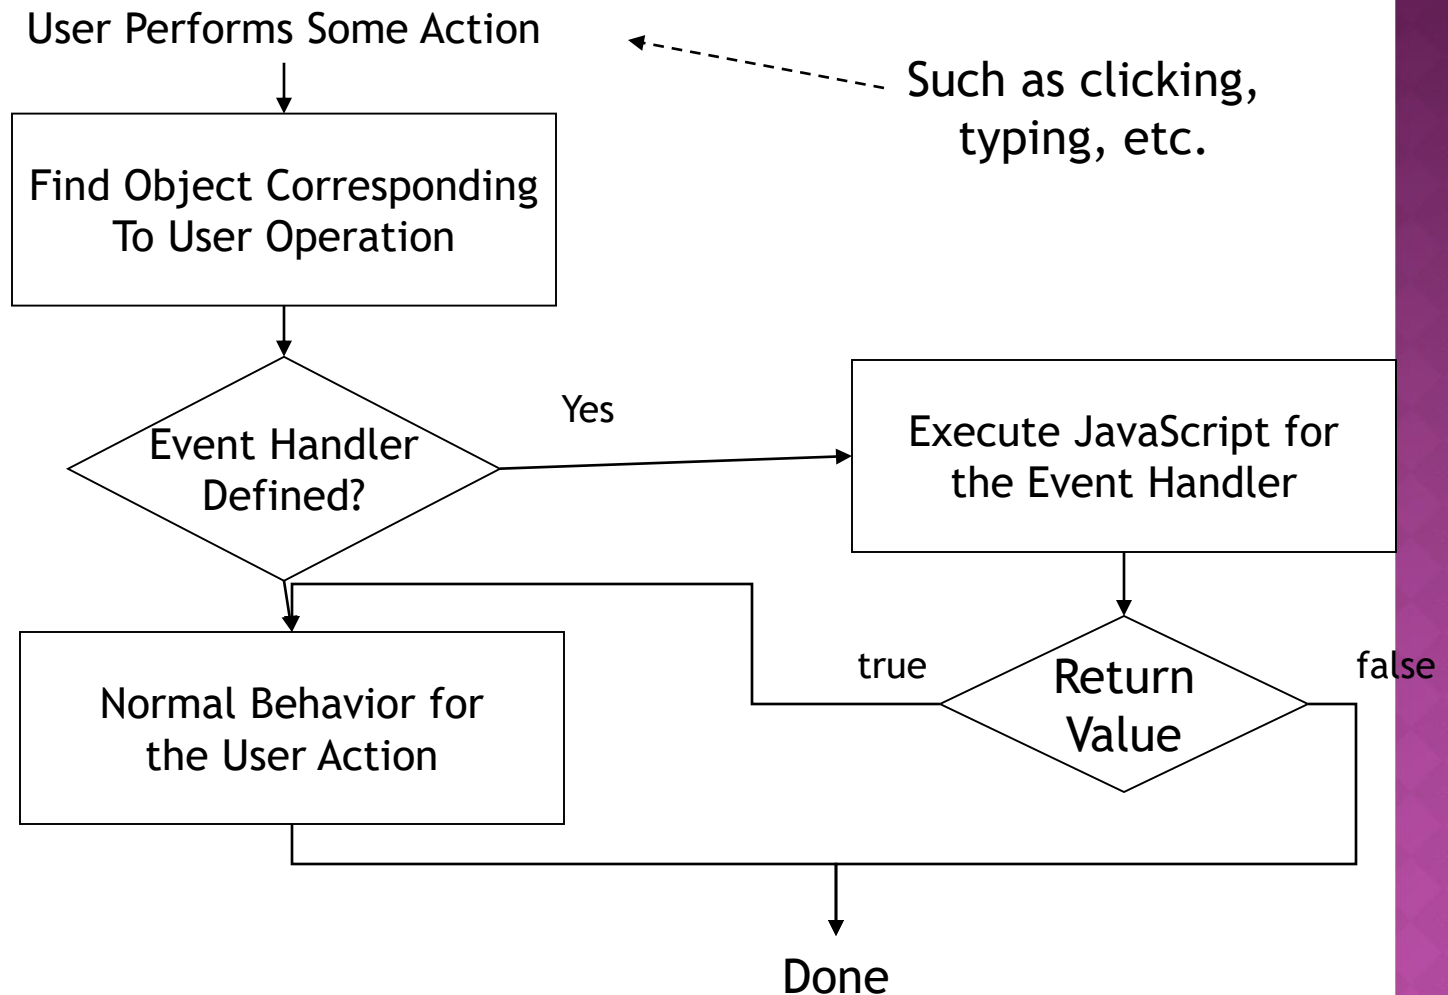 User Performs Some Action
Such as clicking,
typing, etc.
Find Object Corresponding
To User Operation
Event Handler
Defined?
Yes
Execute JavaScript for
the Event Handler
Normal Behavior for
the User Action
true
Return
Value
false
Done